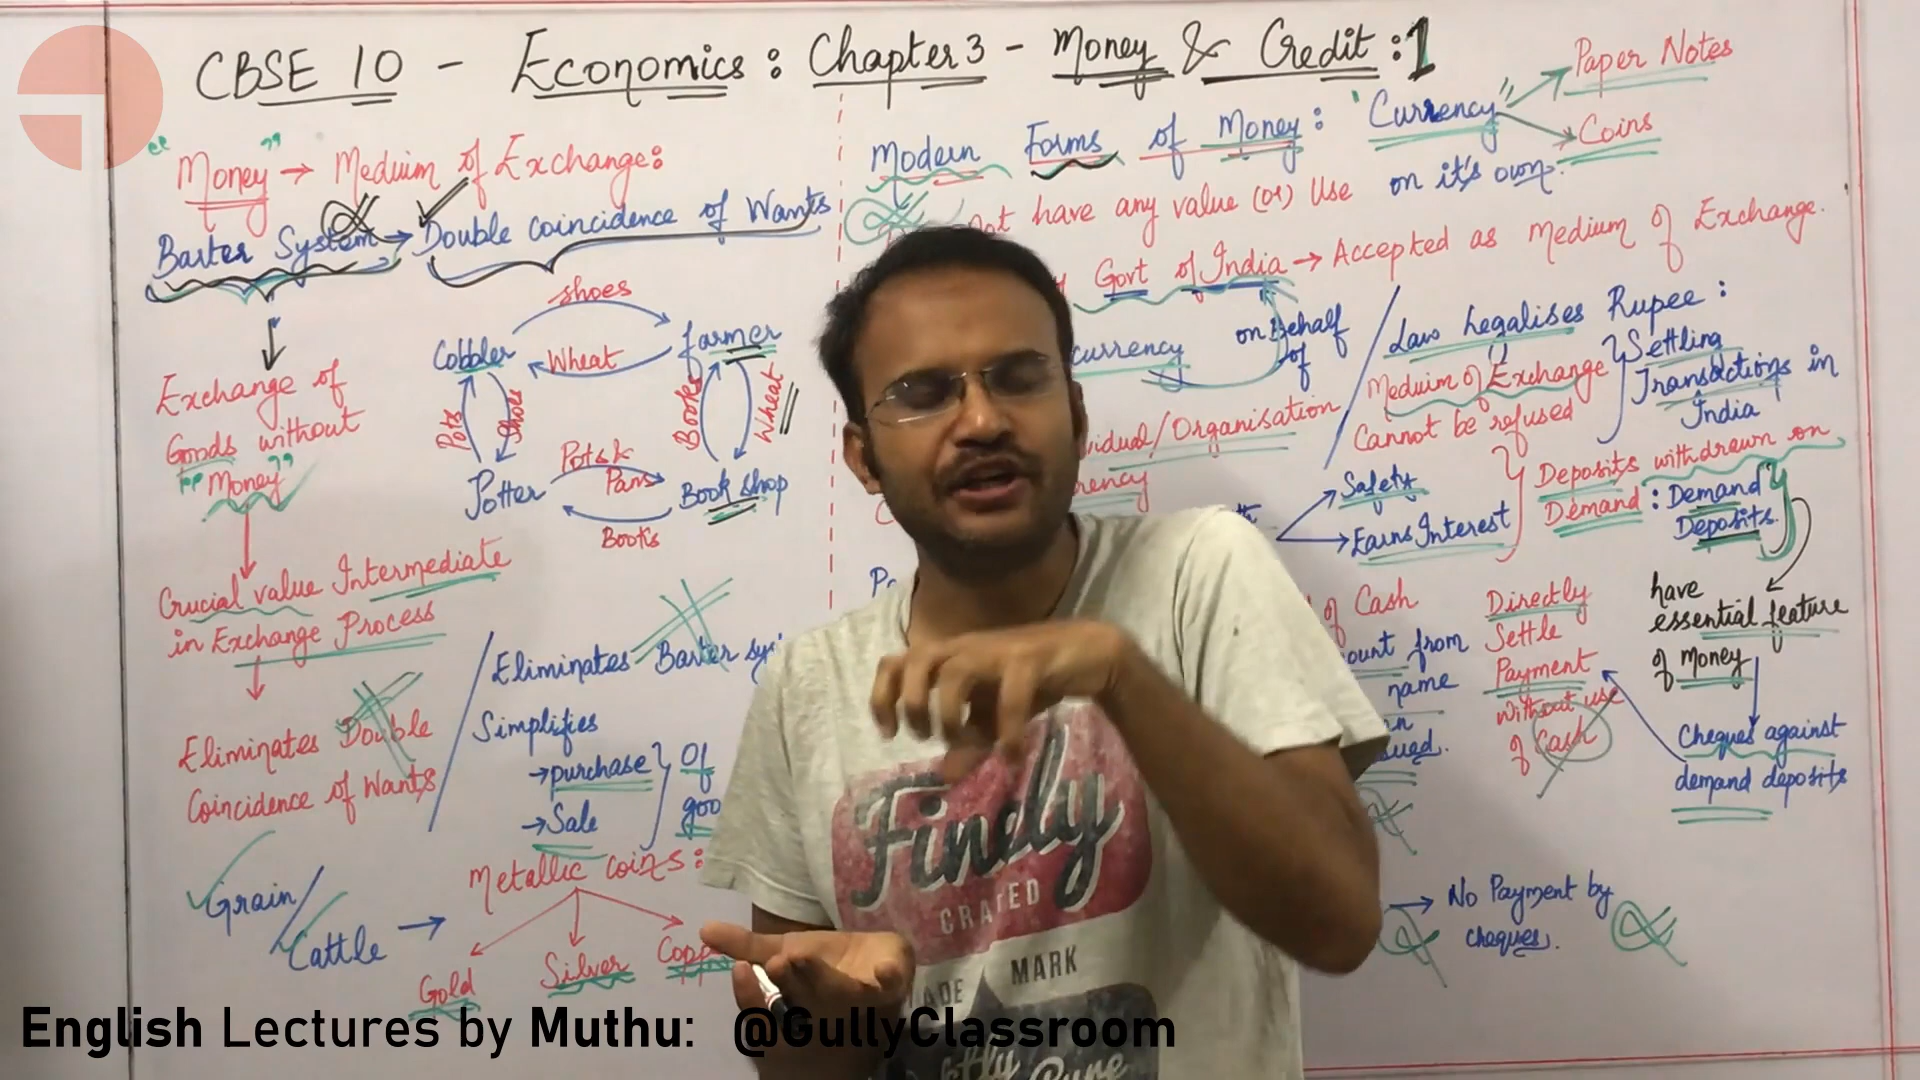 CBSE 10 - Economics : Chapter 3 - Money & Credit : 1
"Money" → Medium of Exchange:
Barter System → Double coincidence of Wants
Exchange of
Goods without
"Money"
Crucial value Intermediate
in Exchange Process
Eliminates Double
Coincidence of Wants
Cobbler
shoes
farmer
Wheat
Pots
Shoes
Books
Wheat
Potter
Pots &
Pans
Book shop
Books
Eliminates Barter
Simplifies
→ purchase
→ Sale
Of
Grain/
Cattle →
Metallic coins:
Gold
Silver
Modern Forms of Money: 'Currency"
Paper Notes
Coins
Not have any value (or) Use on it's own.
Govt of India → Accepted as Medium of Exchange.
currency
on Behalf
of
Law Legalises Rupee :
Medium of Exchange
Cannot be refused
Settling
Transactions in
India
/Organisation
Safety
Earns Interest
Deposits withdrawn on
Demand : Demand
Deposits.
of Cash
from
name
Directly
Settle
Payment
Without use
of Cash
have
essential feature
of money
Cheques against
demand deposits
→ No Payment by
cheques.
Findly
CRATED
MARK
English Lectures by Muthu: @GullyClassroom